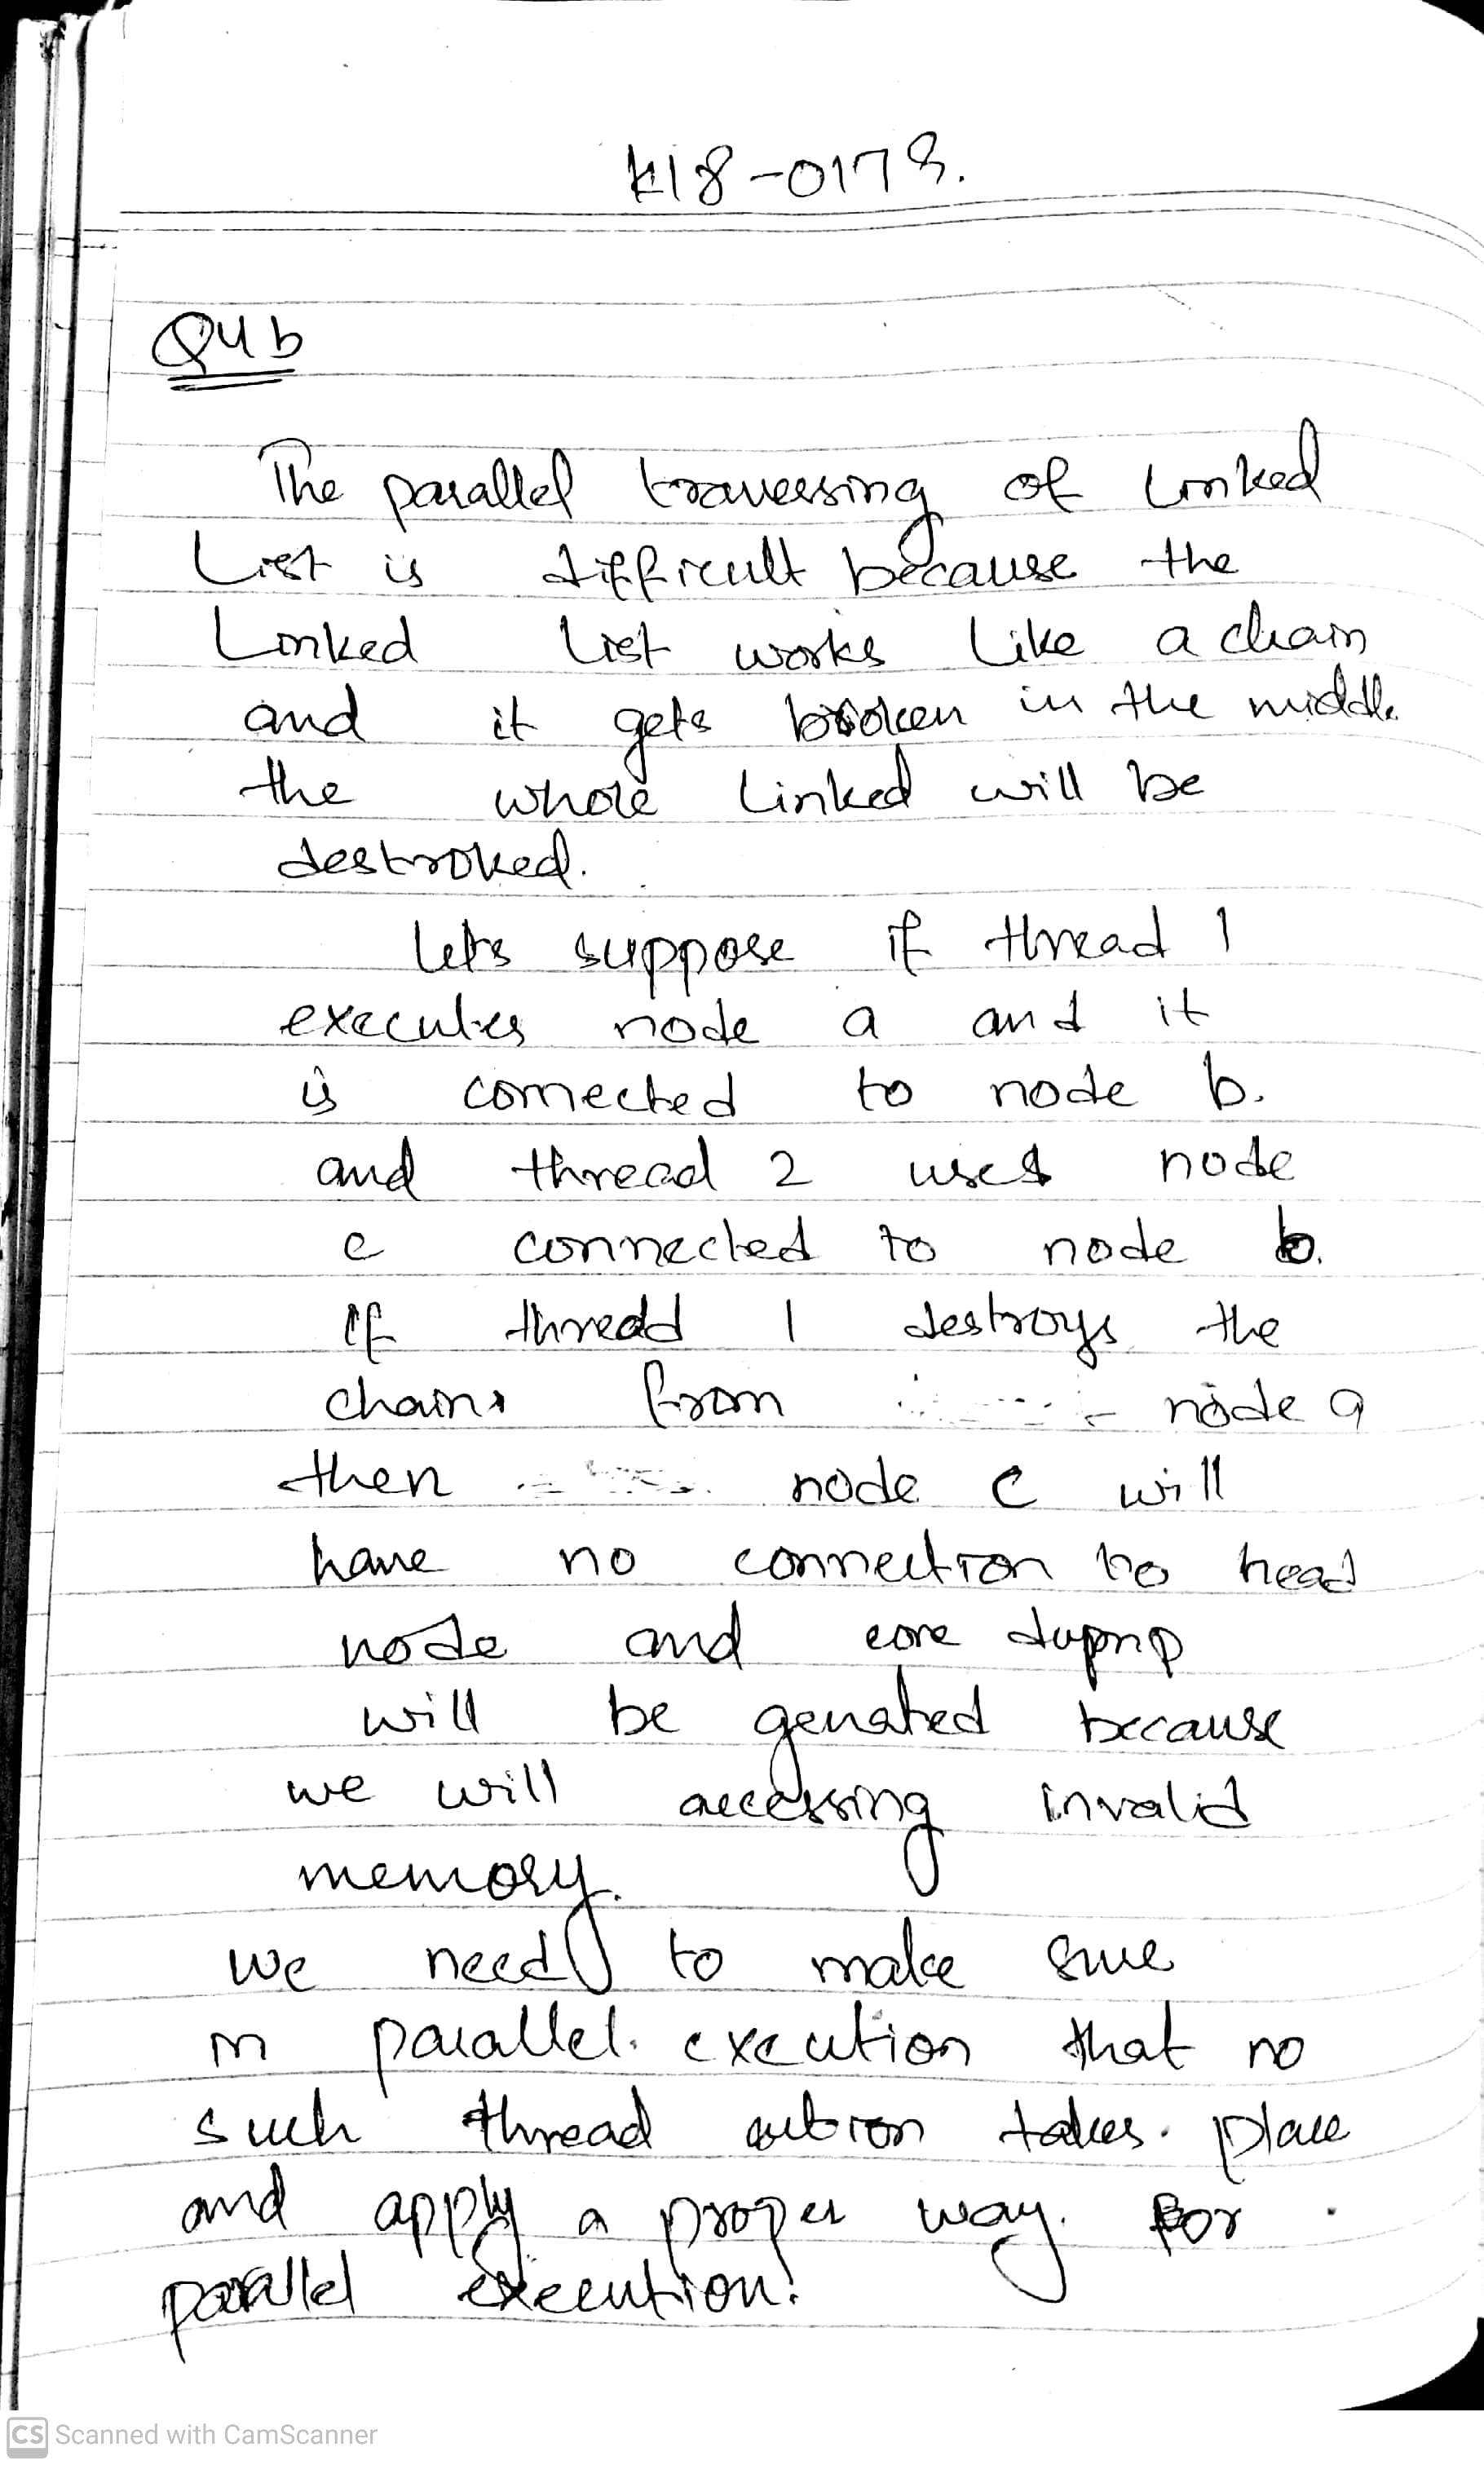 K18-0179.
Q4b
The parallel traversing of Linked
List is difficult because the
Linked List works like a chain
and it gets broken in the middle
the whole Linked will be
destroked.
lets suppose if thread 1
executes node a and it
is connected to node b.
and thread 2 uses node
c connected to node b.
if thread 1 destroys the
chain from node a
then node c will
have no connection to head
node and core dupmp
will be genated because
we will accessing invalid
memory.
we need to make sure
in parallel execution that no
such thread action takes place
and apply a proper way for
parallel execution.
CS Scanned with CamScanner